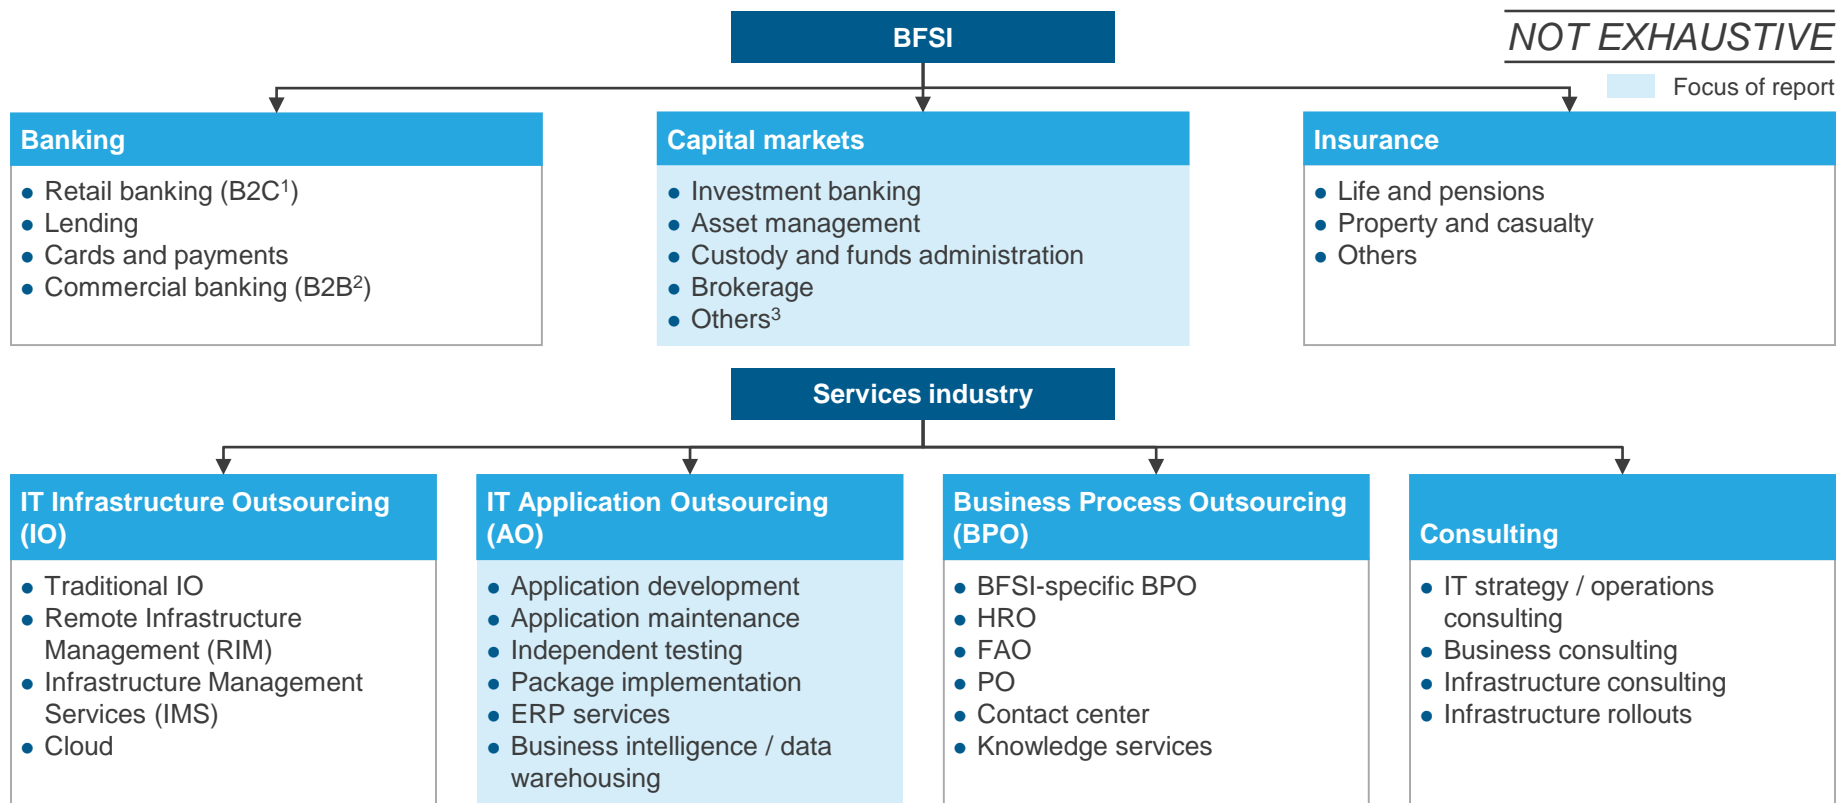 BFSI
NOT EXHAUSTIVE
Focus of report
Banking
• Retail banking (B2C¹)
• Lending
• Cards and payments
• Commercial banking (B2B²)
Capital markets
• Investment banking
• Asset management
• Custody and funds administration
• Brokerage
• Others³
Insurance
• Life and pensions
• Property and casualty
• Others
Services industry
IT Infrastructure Outsourcing
(IO)
• Traditional IO
• Remote Infrastructure
Management (RIM)
• Infrastructure Management
Services (IMS)
• Cloud
IT Application Outsourcing
(AO)
• Application development
• Application maintenance
• Independent testing
• Package implementation
• ERP services
• Business intelligence / data
warehousing
Business Process Outsourcing
(BPO)
• BFSI-specific BPO
• HRO
• FAO
• PO
• Contact center
• Knowledge services
Consulting
• IT strategy / operations
consulting
• Business consulting
• Infrastructure consulting
• Infrastructure rollouts